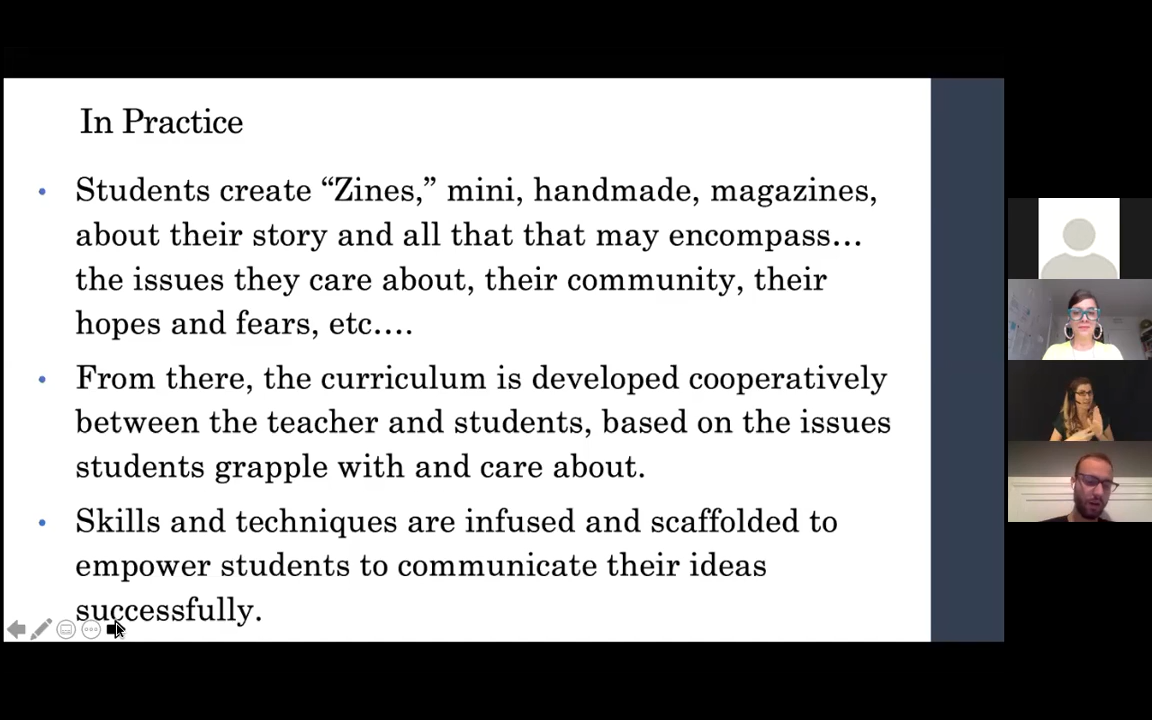 In Practice
• Students create “Zines,” mini, handmade, magazines,
about their story and all that that may encompass…
the issues they care about, their community, their
hopes and fears, etc….
• From there, the curriculum is developed cooperatively
between the teacher and students, based on the issues
students grapple with and care about.
• Skills and techniques are infused and scaffolded to
empower students to communicate their ideas
successfully.